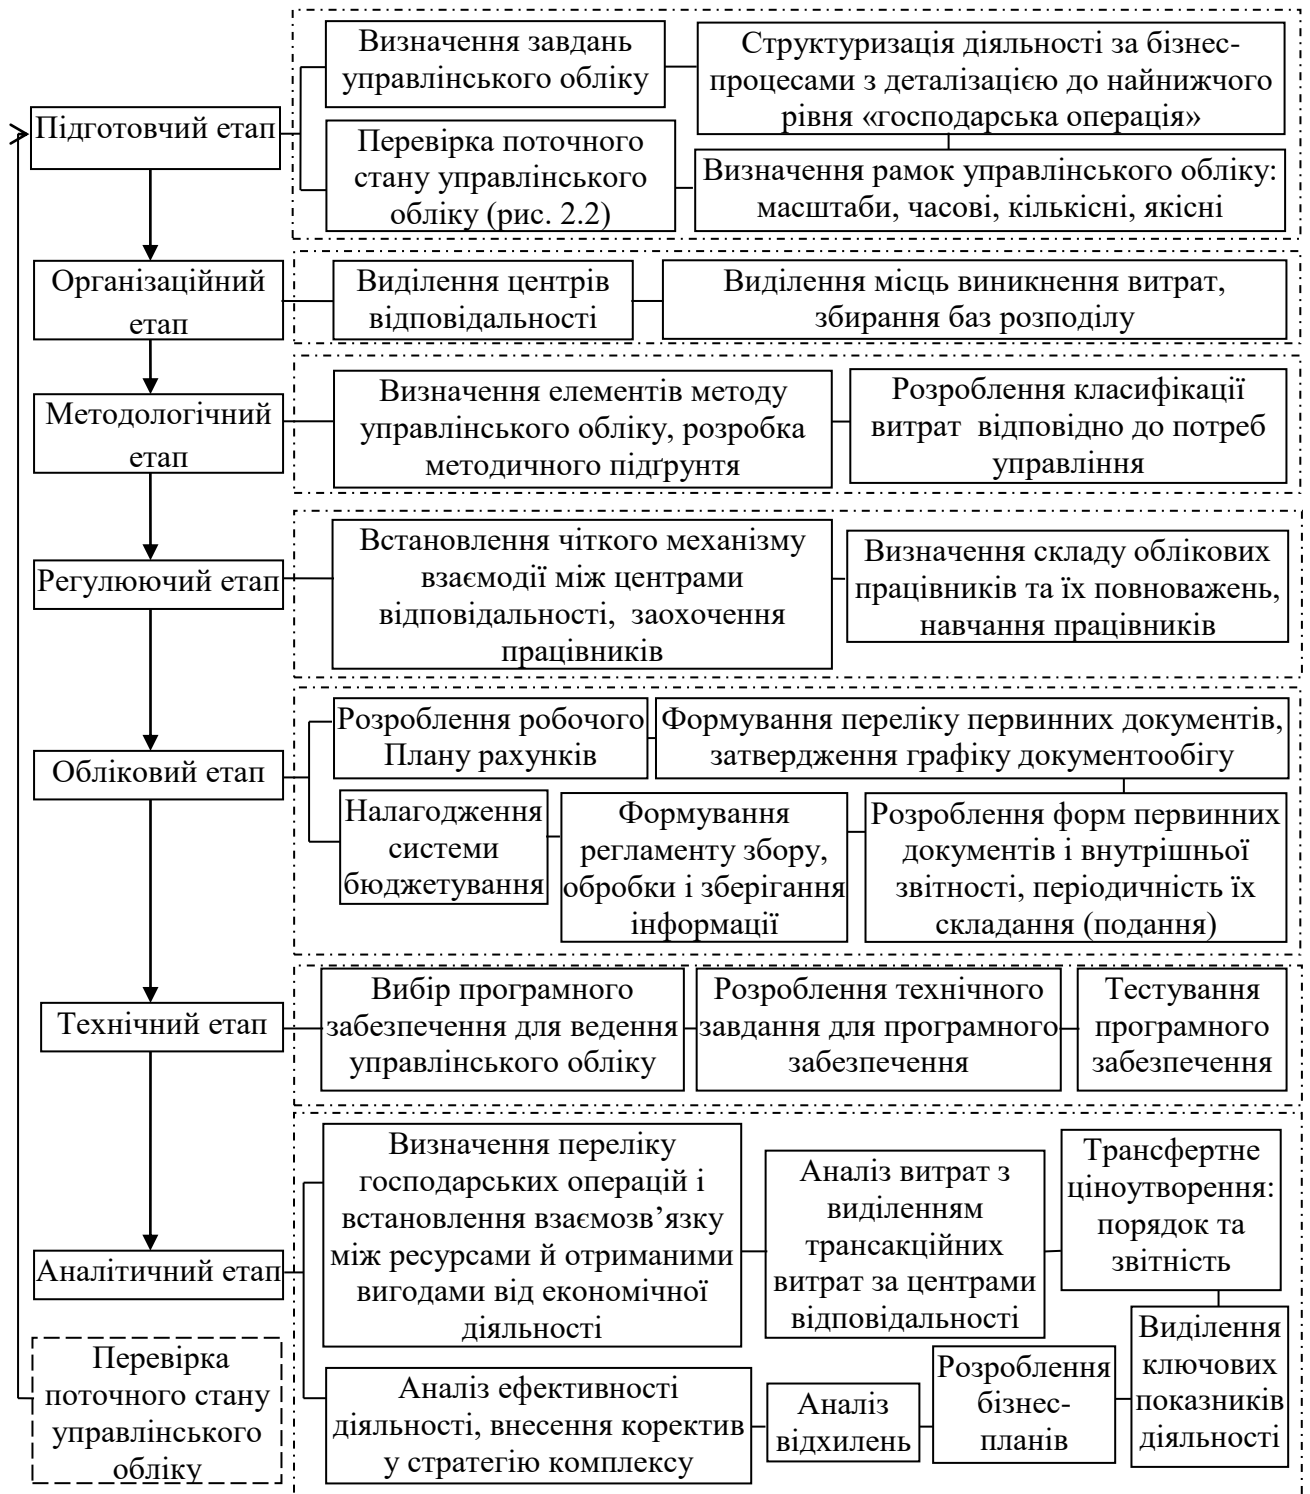 Визначення завдань
управлінського обліку
Структуризація діяльності за бізнес-
процесами з деталізацією до найнижчого
рівня «господарська операція»
Підготовчий етап
Перевірка поточного
стану управлінського
обліку (рис. 2.2)
Визначення рамок управлінського обліку:
масштаби, часові, кількісні, якісні
Організаційний
етап
Виділення центрів
відповідальності
Виділення місць виникнення витрат,
збирання баз розподілу
Методологічний
етап
Визначення елементів методу
управлінського обліку, розробка
методичного підґрунтя
Розроблення класифікації
витрат відповідно до потреб
управління
Регулюючий етап
Встановлення чіткого механізму
взаємодії між центрами
відповідальності, заохочення
працівників
Визначення складу облікових
працівників та їх повноважень,
навчання працівників
Обліковий етап
Розроблення робочого
Плану рахунків
Формування переліку первинних документів,
затвердження графіку документообігу
Налагодження
системи
бюджетування
Формування
регламенту збору,
обробки і зберігання
інформації
Розроблення форм первинних
документів і внутрішньої
звітності, періодичність їх
складання (подання)
Технічний етап
Вибір програмного
забезпечення для ведення
управлінського обліку
Розроблення технічного
завдання для програмного
забезпечення
Тестування
програмного
забезпечення
Аналітичний етап
Визначення переліку
господарських операцій і
встановлення взаємозв’язку
між ресурсами й отриманими
вигодами від економічної
діяльності
Аналіз витрат з
виділенням
трансакційних
витрат за центрами
відповідальності
Трансфертне
ціноутворення:
порядок та
звітність
Перевірка
поточного стану
управлінського
обліку
Аналіз ефективності
діяльності, внесення коректив
у стратегію комплексу
Аналіз
відхилень
Розроблення
бізнес-
планів
Виділення
ключових
показників
діяльності